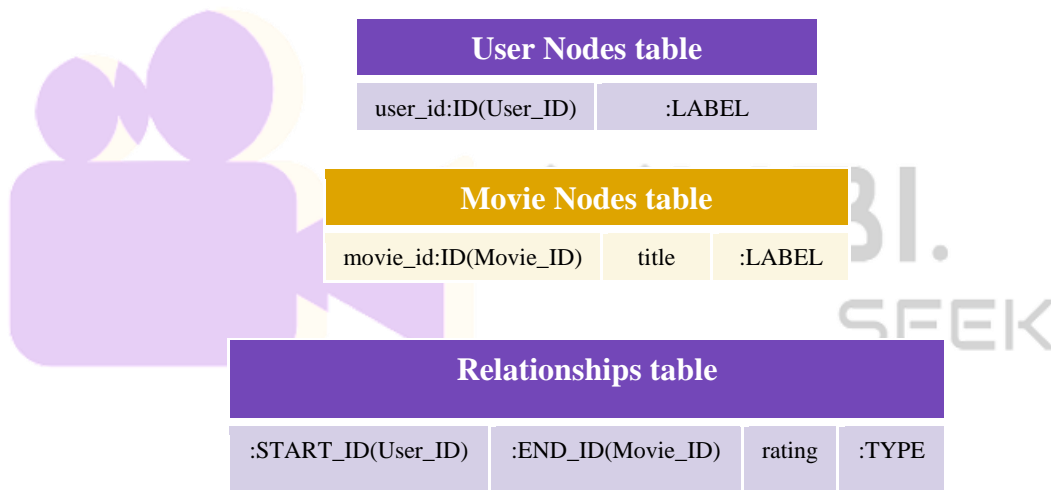 User Nodes table
user_id:ID(User_ID) :LABEL
Movie Nodes table
movie_id:ID(Movie_ID) title :LABEL
SEEK
Relationships table
:START_ID(User_ID) :END_ID(Movie_ID) rating :TYPE